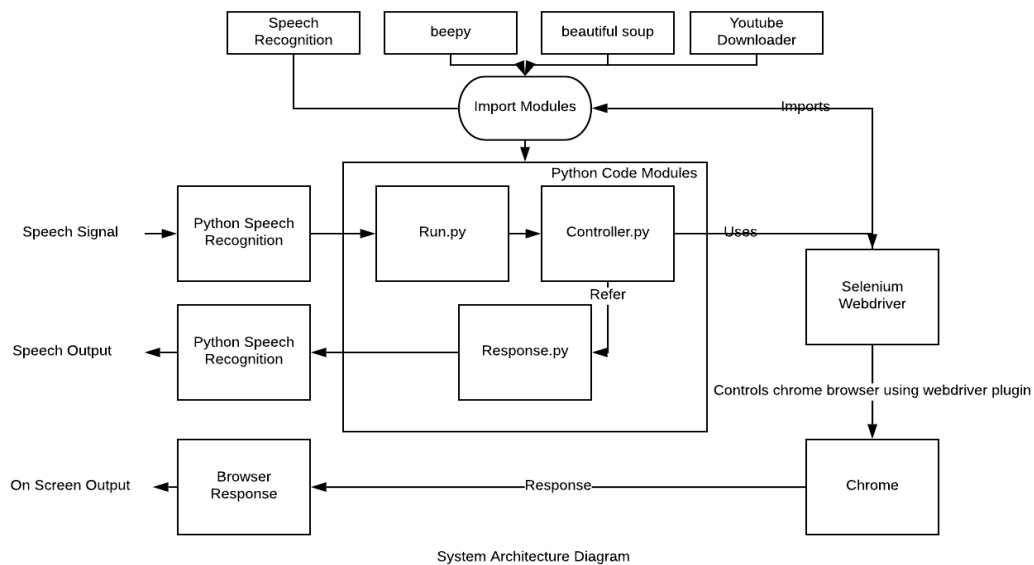 Speech
Recognition
beepy
beautiful soup
Youtube
Downloader
Import Modules
Imports
Python Code Modules
Speech Signal
Python Speech
Recognition
Run.py
Controller.py
Uses
Selenium
Webdriver
Refer
Speech Output
Python Speech
Recognition
Response.py
Controls chrome browser using webdriver plugin
On Screen Output
Browser
Response
Response
Chrome
System Architecture Diagram